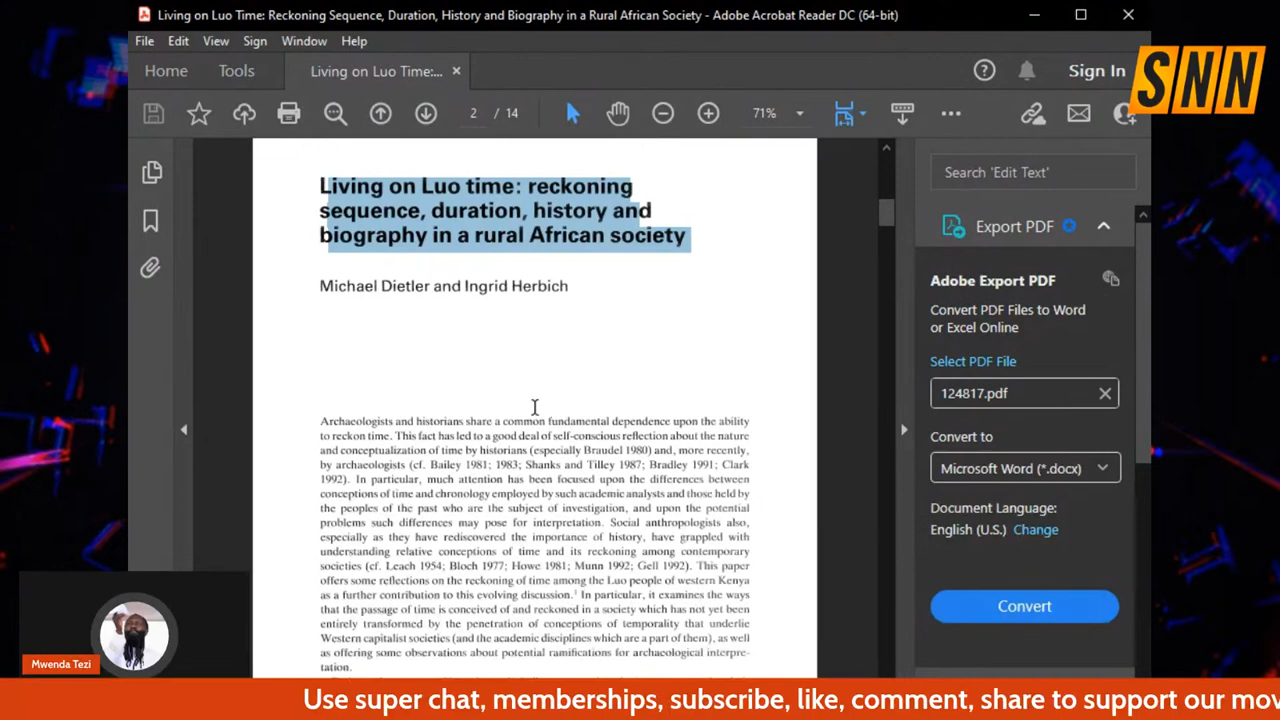 Living on Luo Time: Reckoning Sequence, Duration, History and Biography in a Rural African Society - Adobe Acrobat Reader DC (64-bit)
File Edit View Sign Window Help
Home Tools Living on Luo Time:... Sign In
SNN
2 / 14 71%
Living on Luo time: reckoning
sequence, duration, history and
biography in a rural African society
Michael Dietler and Ingrid Herbich
Archaeologists and historians share a common fundamental dependence upon the ability
to reckon time. This fact has led to a good deal of self-conscious reflection about the nature
and conceptualization of time by historians (especially Braudel 1980) and, more recently,
by archaeologists (cf. Bailey 1981; 1983; Shanks and Tilley 1987; Bradley 1991; Clark
1992). In particular, much attention has been focused upon the differences between
conceptions of time and chronology employed by such academic analysts and those held by
the peoples of the past who are the subject of investigation, and upon the potential
problems such differences may pose for interpretation. Social anthropologists also,
especially as they have rediscovered the importance of history, have grappled with
understanding relative conceptions of time and its reckoning among contemporary
societies (cf. Leach 1954; Bloch 1977; Howe 1981; Munn 1992; Gell 1992). This paper
offers some reflections on the reckoning of time among the Luo people of western Kenya
as a further contribution to this evolving discussion.¹ In particular, it examines the ways
that the passage of time is conceived of and reckoned in a society which has not yet been
entirely transformed by the penetration of conceptions of temporality that underlie
Western capitalist societies (and the academic disciplines which are a part of them), as well
as offering some observations about potential ramifications for archaeological interpre-
tation.
Search 'Edit Text'
Export PDF
Adobe Export PDF
Convert PDF Files to Word
or Excel Online
Select PDF File
124817.pdf
Convert to
Microsoft Word (*.docx)
Document Language:
English (U.S.) Change
Convert
Mwenda Tezi
Use super chat, memberships, subscribe, like, comment, share to support our mov